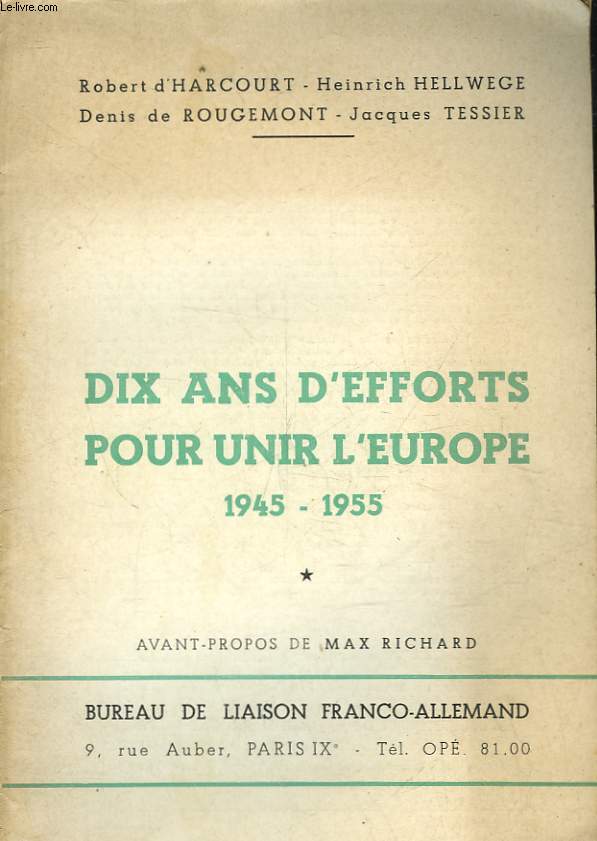 Le-livre.com
Robert d'HARCOURT - Heinrich HELLWEGE
Denis de ROUGEMONT - Jacques TESSIER
DIX ANS D'EFFORTS
POUR UNIR L'EUROPE
1945 - 1955
★
AVANT-PROPOS DE MAX RICHARD
BUREAU DE LIAISON FRANCO-ALLEMAND
9, rue Auber, PARIS IXe - Tél. OPÉ. 81.00